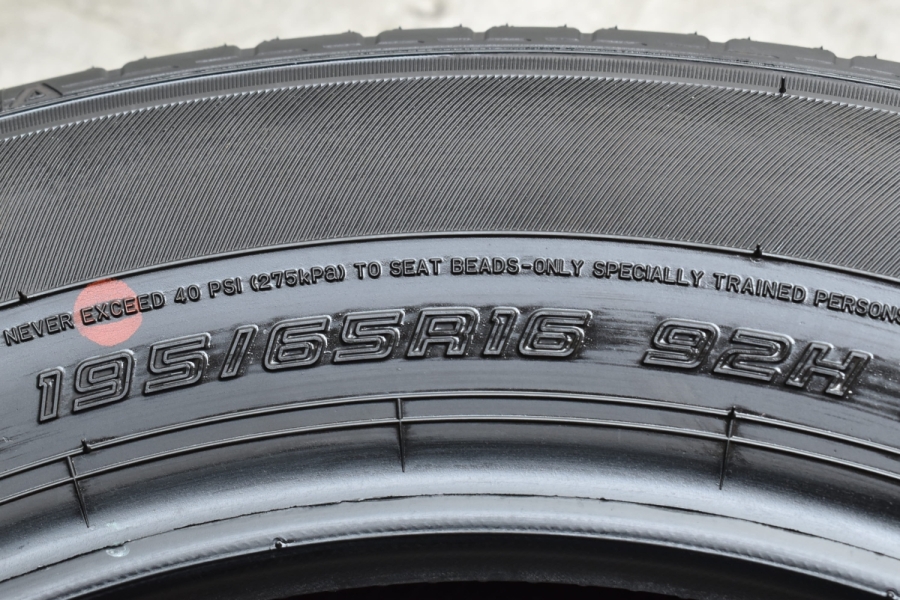 NEVER EXCEED 40 PSI (275kPa) TO SEAT BEADS-ONLY SPECIALLY TRAINED PERSONS
195/65R16 92H